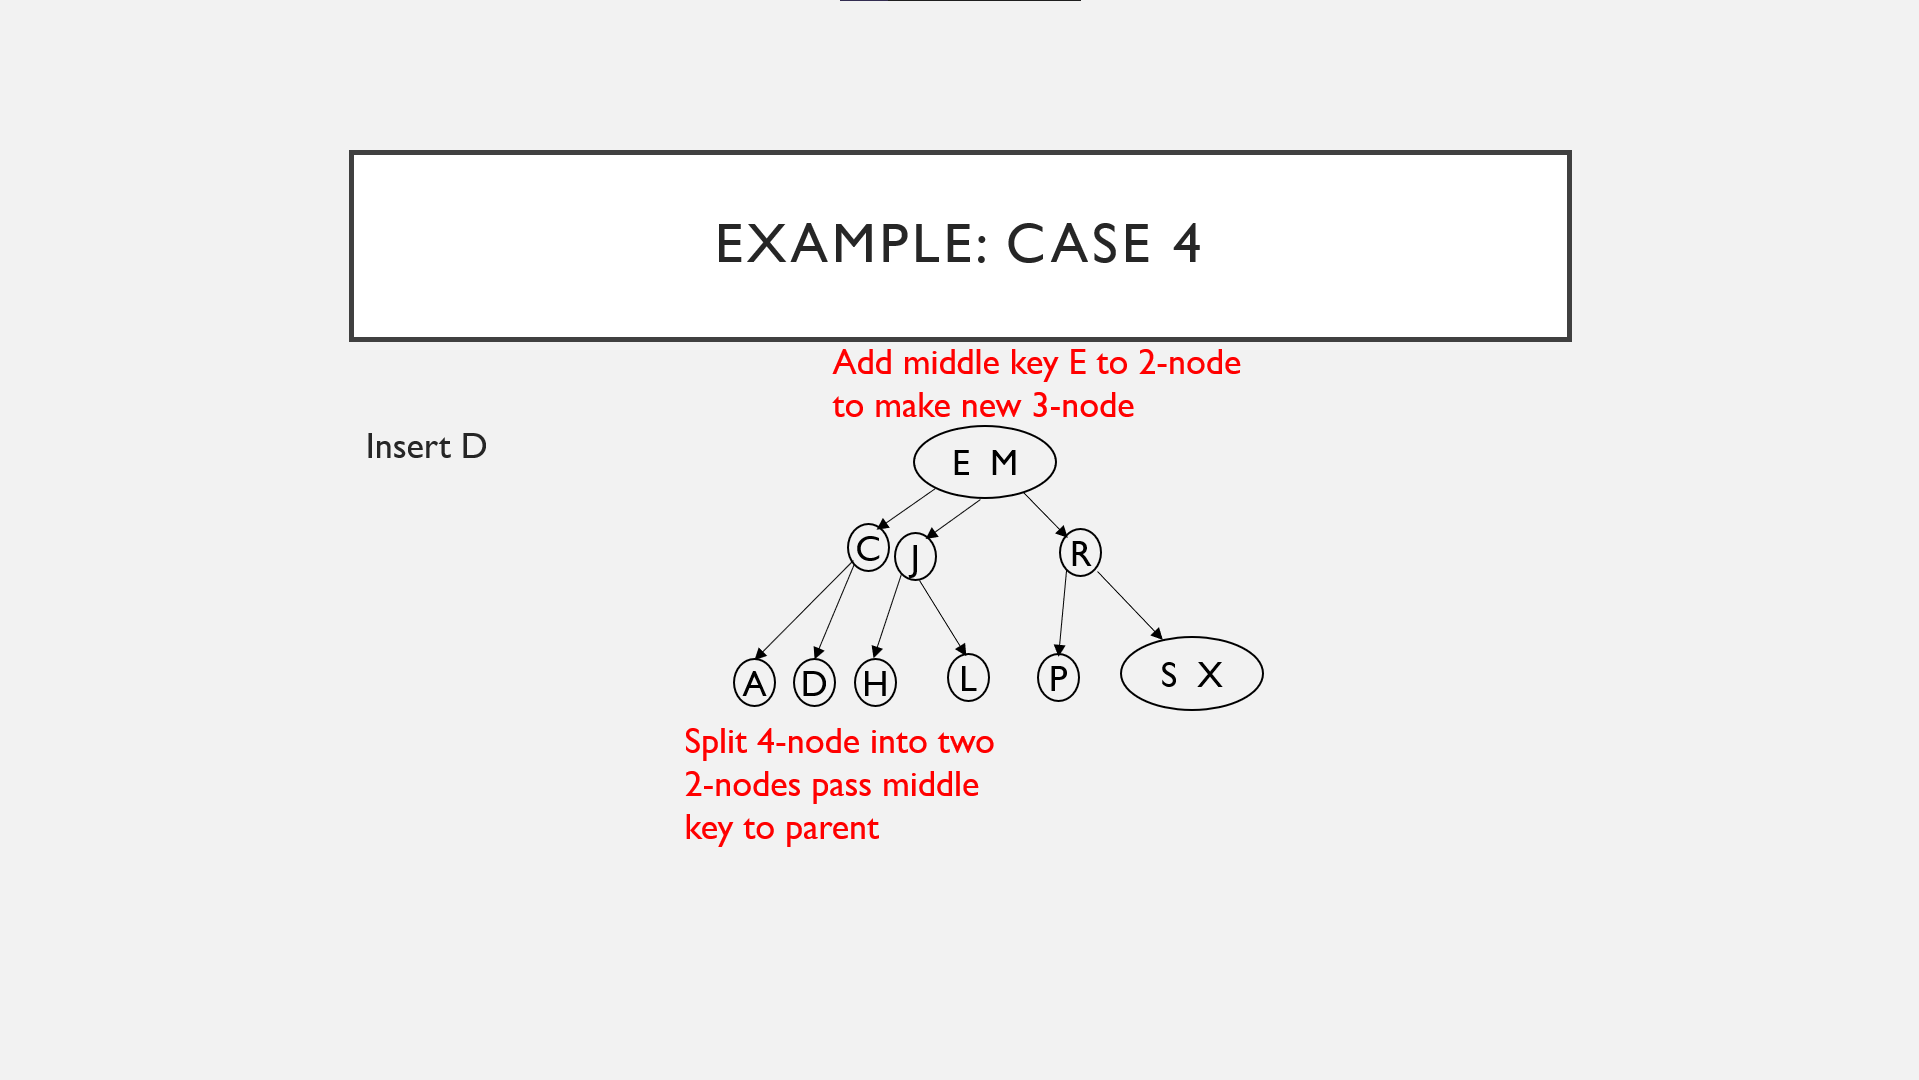 EXAMPLE: CASE 4
Add middle key E to 2-node
to make new 3-node
Insert D
E M
C J R
A D H L P S X
Split 4-node into two
2-nodes pass middle
key to parent